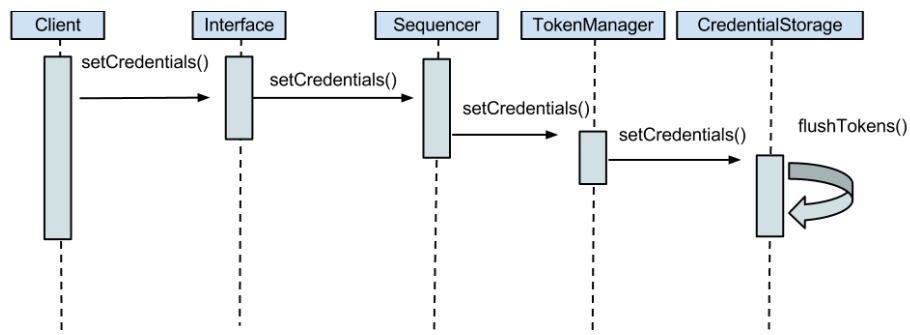 Client
Interface
Sequencer
TokenManager
CredentialStorage
setCredentials()
setCredentials()
setCredentials()
setCredentials()
flushTokens()